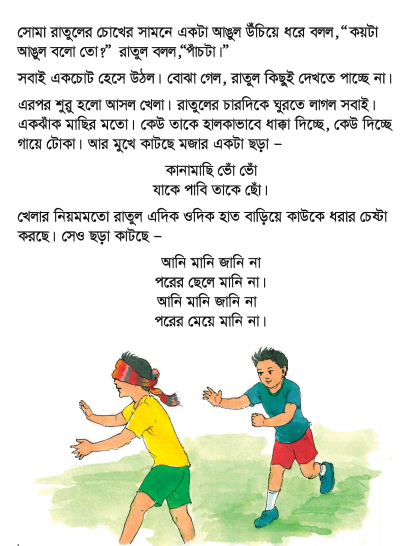 সোমা রাতুলের চোখের সামনে একটা আঙুল উঁচিয়ে ধরে বলল, “কয়টা
আঙুল বলো তো?” রাতুল বলল,“পাঁচটা।”
সবাই একচোট হেসে উঠল। বোঝা গেল, রাতুল কিছুই দেখতে পাচ্ছে না।
এরপর শুরু হলো আসল খেলা। রাতুলের চারদিকে ঘুরতে লাগল সবাই।
একঝাঁক মাছির মতো। কেউ তাকে হালকাভাবে ধাক্কা দিচ্ছে, কেউ দিচ্ছে
গায়ে টোকা। আর মুখে কাটছে মজার একটা ছড়া –
কানামাছি ভোঁ ভোঁ
যাকে পাবি তাকে ছোঁ।
খেলার নিয়মমতো রাতুল এদিক ওদিক হাত বাড়িয়ে কাউকে ধরার চেষ্টা
করছে। সেও ছড়া কাটছে –
আনি মানি জানি না
পরের ছেলে মানি না।
আনি মানি জানি না
পরের মেয়ে মানি না।